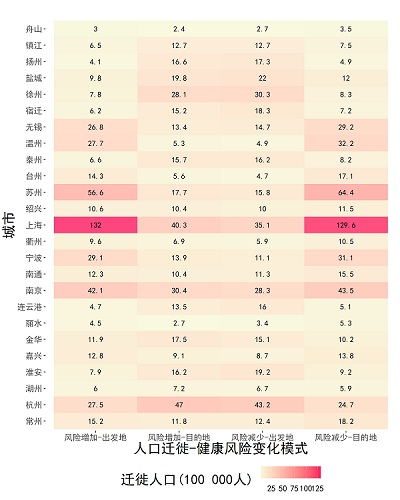 舟山 3 2.4 2.7 3.5
镇江 6.5 12.7 12.7 7.5
扬州 4.1 16.6 17.3 4.9
盐城 9.8 19.8 22 12
徐州 7.8 28.1 30.3 8.3
宿迁 6.2 15.2 18.3 7.2
无锡 26.8 13.4 14.7 29.2
温州 27.7 5.3 4.9 32.2
泰州 6.6 15.7 16.2 8.2
台州 14.3 5.6 4.7 17.1
苏州 56.6 17.7 15.8 64.4
绍兴 10.6 10.4 10 11.5
上海 132 40.3 35.1 129.6
衢州 9.6 6.9 5.9 10.5
宁波 29.1 13.9 11.1 31.1
南通 12.3 10.4 11.3 15.5
南京 42.1 30.4 28.3 43.5
连云港 4.7 13.5 16 5.1
丽水 4.5 2.7 3.4 5.3
金华 11.9 17.5 15.1 10.2
嘉兴 12.8 9.1 8.7 13.8
淮安 7.9 16.2 19.2 9.2
湖州 6 7.2 6.7 5.9
杭州 27.5 47 43.2 24.7
常州 15.2 11.8 12.4 18.2
城市
风险增加-出发地 风险增加-目的地 风险减少-出发地 风险减少-目的地
人口迁徙-健康风险变化模式
迁徙人口(100 000人)
25 50 75 100 125